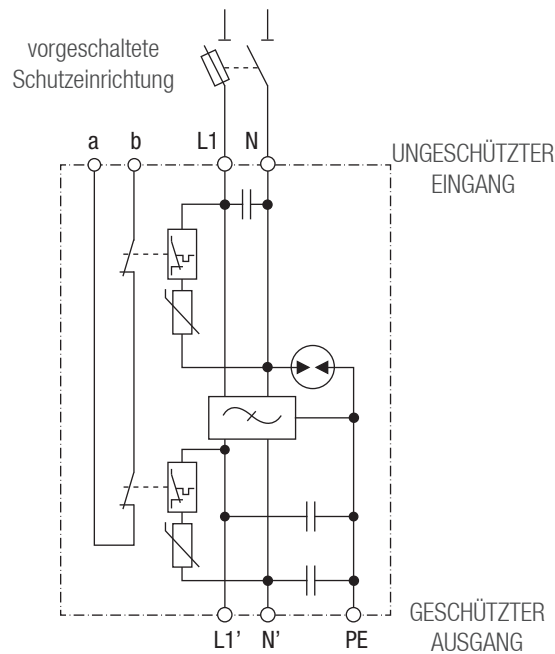 vorgeschaltete
Schutzeinrichtung
a b L1 N
UNGESCHÜTZTER
EINGANG
GESCHÜTZTER
AUSGANG
L1' N' PE